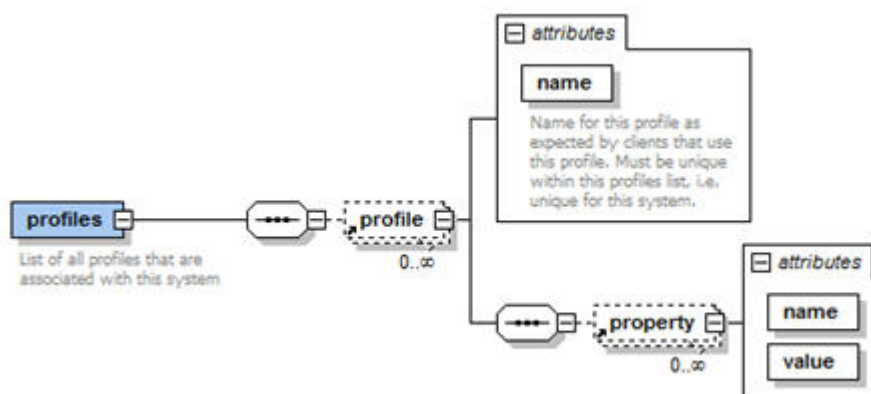 attributes
name
Name for this profile as
expected by clients that use
this profile. Must be unique
within this profiles list, i.e.
unique for this system.
profiles
List of all profiles that are
associated with this system
profile
0..∞
attributes
property
0..∞
name
value